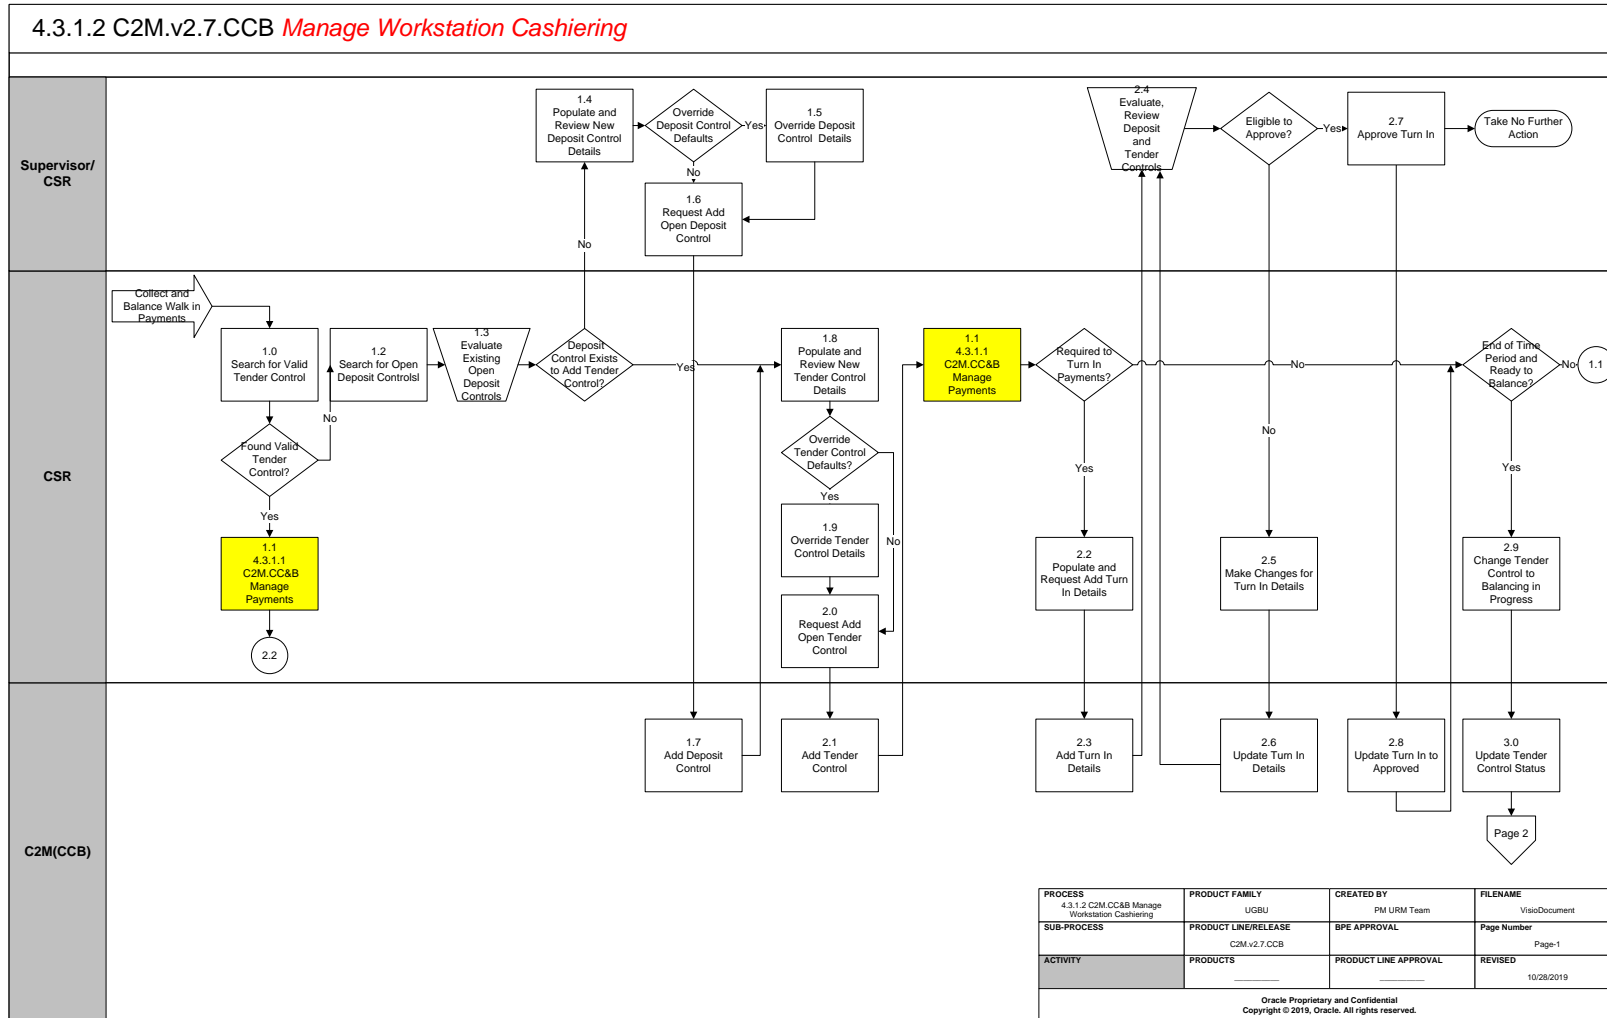 4.3.1.2 C2M.v2.7.CCB Manage Workstation Cashiering
Supervisor/
CSR
1.4
Populate and
Review New
Deposit Control
Details
Override
Deposit Control
Defaults
Yes
1.5
Override Deposit
Control Details
No
1.6
Request Add
Open Deposit
Control
No
2.4
Evaluate,
Review
Deposit
and
Tender
Controls
Eligible to
Approve?
Yes
2.7
Approve Turn In
Take No Further
Action
CSR
Collect and
Balance Walk in
Payments
1.0
Search for Valid
Tender Control
Found Valid
Tender
Control?
No
Yes
1.1
4.3.1.1
C2M.CC&B
Manage
Payments
2.2
1.2
Search for Open
Deposit Controlsl
1.3
Evaluate
Existing
Open
Deposit
Controls
Deposit
Control Exists
to Add Tender
Control?
Yes
1.8
Populate and
Review New
Tender Control
Details
Override
Tender Control
Defaults?
Yes
No
1.9
Override Tender
Control Details
2.0
Request Add
Open Tender
Control
1.1
4.3.1.1
C2M.CC&B
Manage
Payments
Required to
Turn In
Payments?
No
Yes
2.2
Populate and
Request Add Turn
In Details
No
2.5
Make Changes for
Turn In Details
End of Time
Period and
Ready to
Balance?
No
1.1
Yes
2.9
Change Tender
Control to
Balancing in
Progress
C2M(CCB)
1.7
Add Deposit
Control
2.1
Add Tender
Control
2.3
Add Turn In
Details
2.6
Update Turn In
Details
2.8
Update Turn In to
Approved
3.0
Update Tender
Control Status
Page 2
PROCESS
4.3.1.2 C2M.CC&B Manage
Workstation Cashiering
PRODUCT FAMILY
UGBU
CREATED BY
PM URM Team
FILENAME
VisioDocument
SUB-PROCESS
PRODUCT LINE/RELEASE
C2M.v2.7.CCB
BPE APPROVAL
Page Number
Page-1
ACTIVITY
PRODUCTS
PRODUCT LINE APPROVAL
REVISED
10/28/2019
Oracle Proprietary and Confidential
Copyright © 2019, Oracle. All rights reserved.